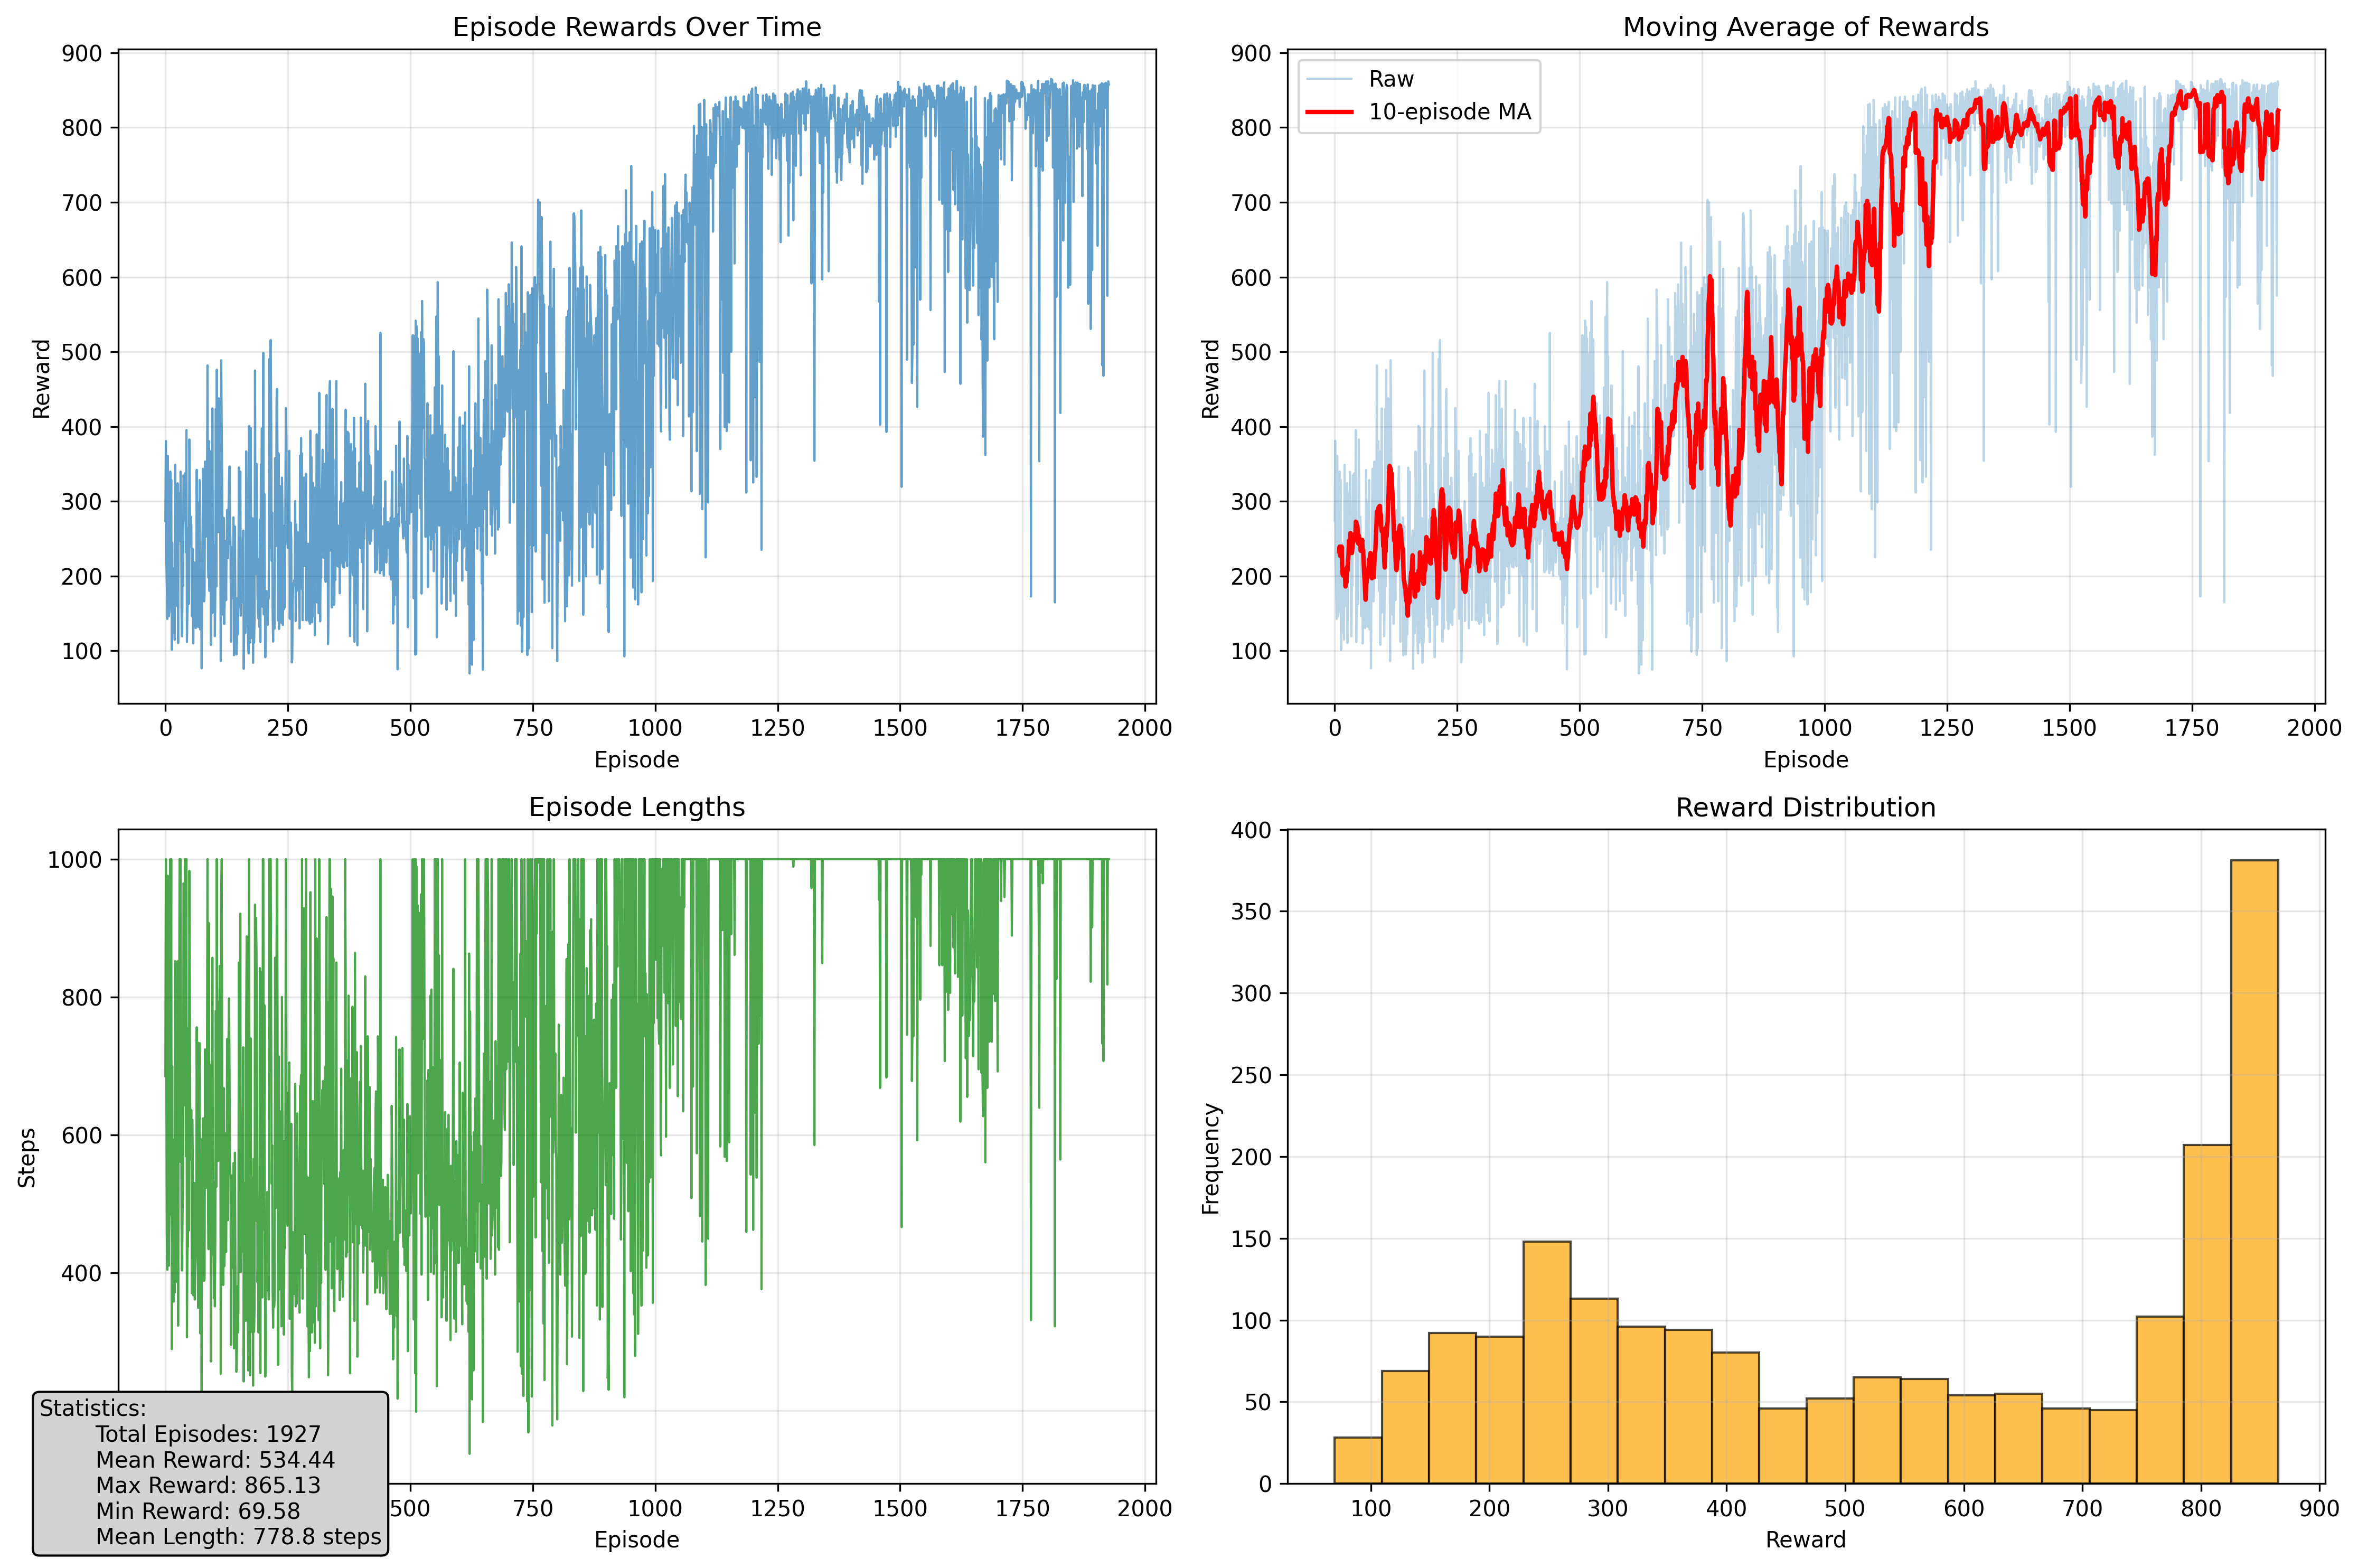 Episode Rewards Over Time
900
800
700
600
500
400
300
200
100
Reward
0 250 500 750 1000 1250 1500 1750 2000
Episode
Moving Average of Rewards
Raw
10-episode MA
900
800
700
600
500
400
300
200
100
Reward
0 250 500 750 1000 1250 1500 1750 2000
Episode
Episode Lengths
1000
800
600
400
Steps
500 750 1000 1250 1500 1750 2000
Episode
Statistics:
Total Episodes: 1927
Mean Reward: 534.44
Max Reward: 865.13
Min Reward: 69.58
Mean Length: 778.8 steps
Reward Distribution
400
350
300
250
200
150
100
50
0
Frequency
100 200 300 400 500 600 700 800 900
Reward